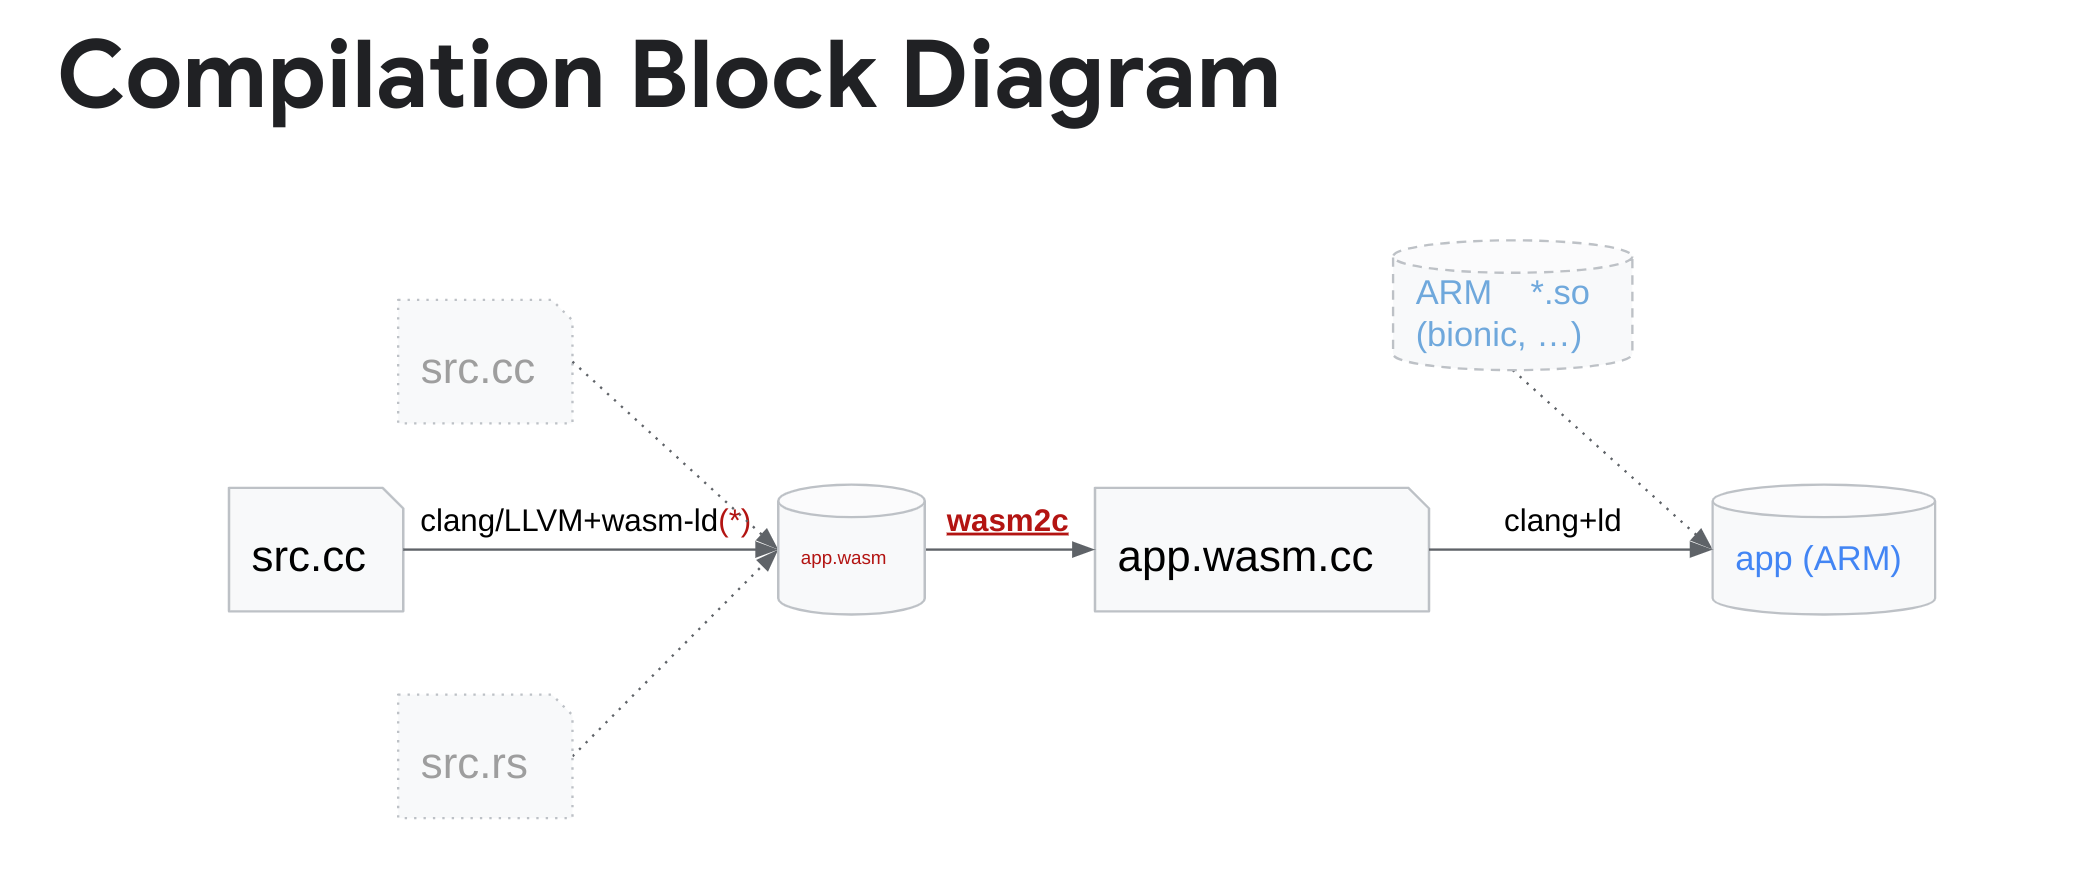 Compilation Block Diagram
ARM *.so
(bionic, …)
src.cc
clang/LLVM+wasm-ld(*)
wasm2c
clang+ld
src.cc
app.wasm
app.wasm.cc
app (ARM)
src.rs